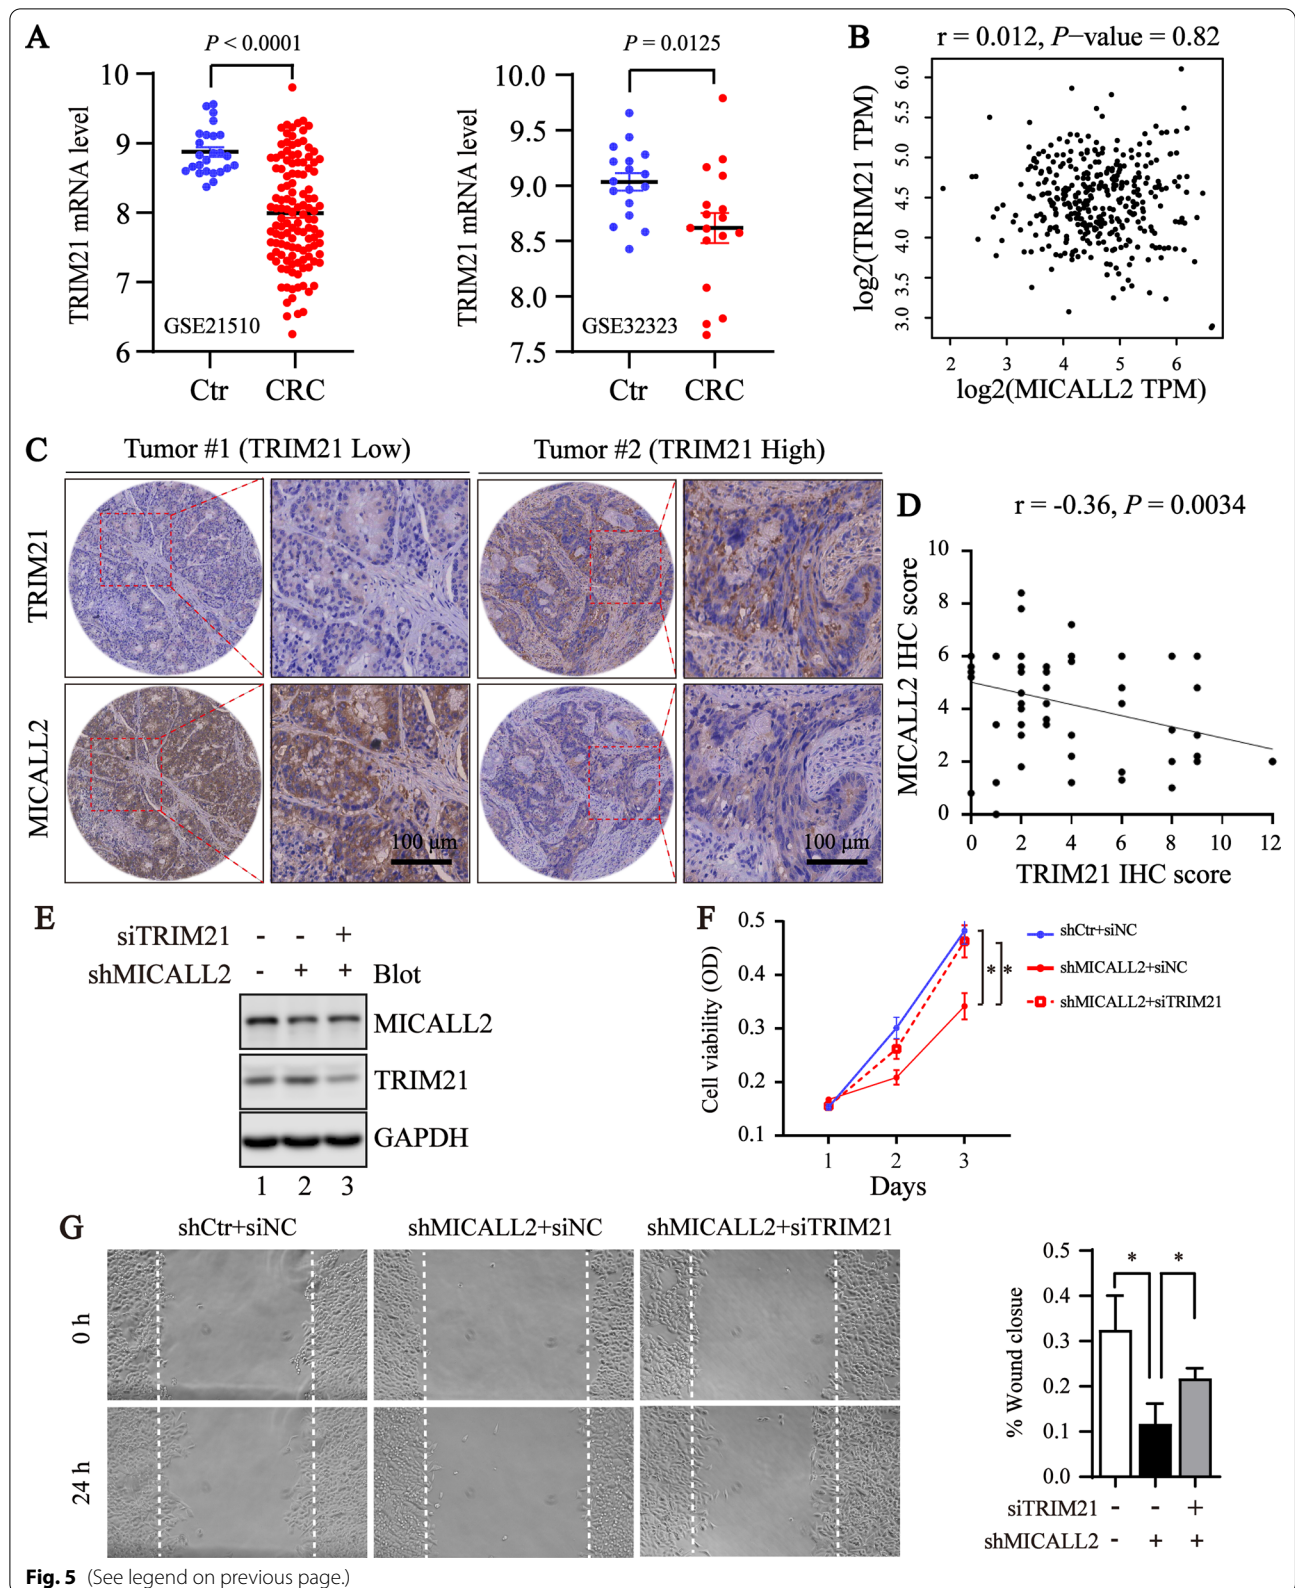 A
P < 0.0001
TRIM21 mRNA level
10
9
8
7
6
GSE21510
Ctr CRC
P = 0.0125
TRIM21 mRNA level
10.0
9.5
9.0
8.5
8.0
7.5
GSE32323
Ctr CRC
B
r = 0.012, P−value = 0.82
log2(TRIM21 TPM)
6.0
5.5
5.0
4.5
4.0
3.5
3.0
2 3 4 5 6
log2(MICALL2 TPM)
C
Tumor #1 (TRIM21 Low) Tumor #2 (TRIM21 High)
TRIM21
MICALL2
100 μm 100 μm
D
r = -0.36, P = 0.0034
MICALL2 IHC score
10
8
6
4
2
0
0 2 4 6 8 10 12
TRIM21 IHC score
E
siTRIM21 - - +
shMICALL2 - + + Blot
MICALL2
TRIM21
GAPDH
1 2 3
F
Cell viability (OD)
0.5
0.4
0.3
0.2
0.1
1 2 3
Days
* *
shCtr+siNC
shMICALL2+siNC
shMICALL2+siTRIM21
G
shCtr+siNC shMICALL2+siNC shMICALL2+siTRIM21
0 h
24 h
% Wound closue
0.5
0.4
0.3
0.2
0.1
0.0
* *
siTRIM21 - - +
shMICALL2 - + +
Fig. 5 (See legend on previous page.)